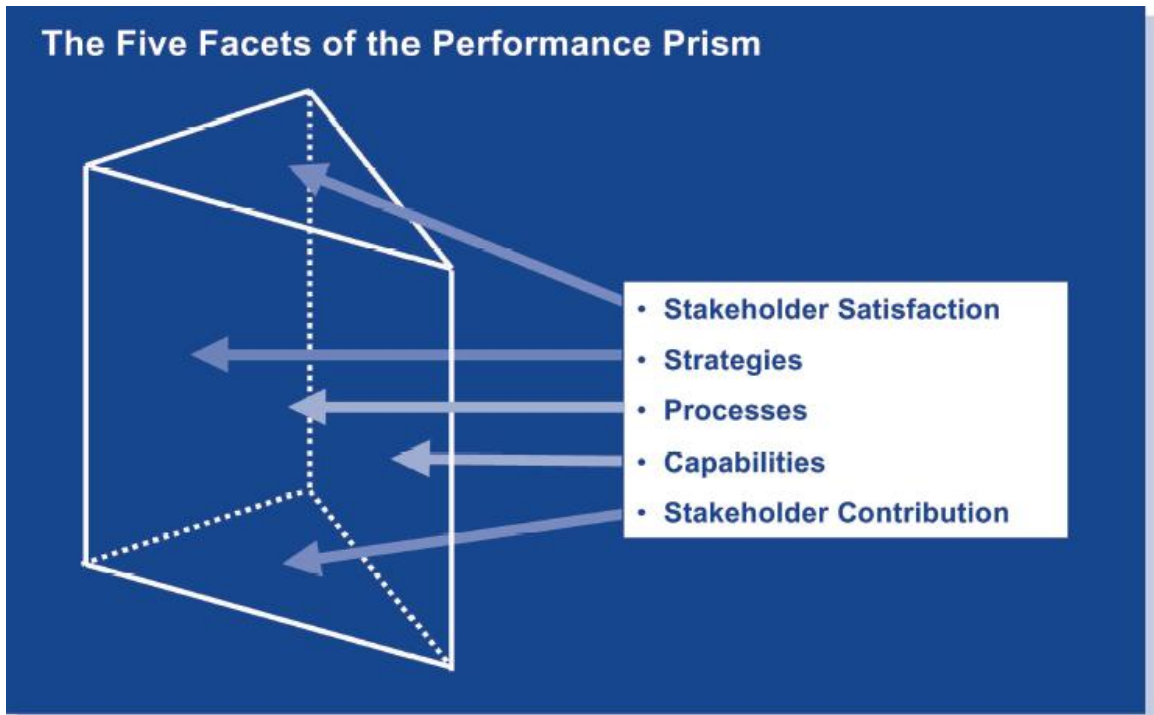 The Five Facets of the Performance Prism
• Stakeholder Satisfaction
• Strategies
• Processes
• Capabilities
• Stakeholder Contribution